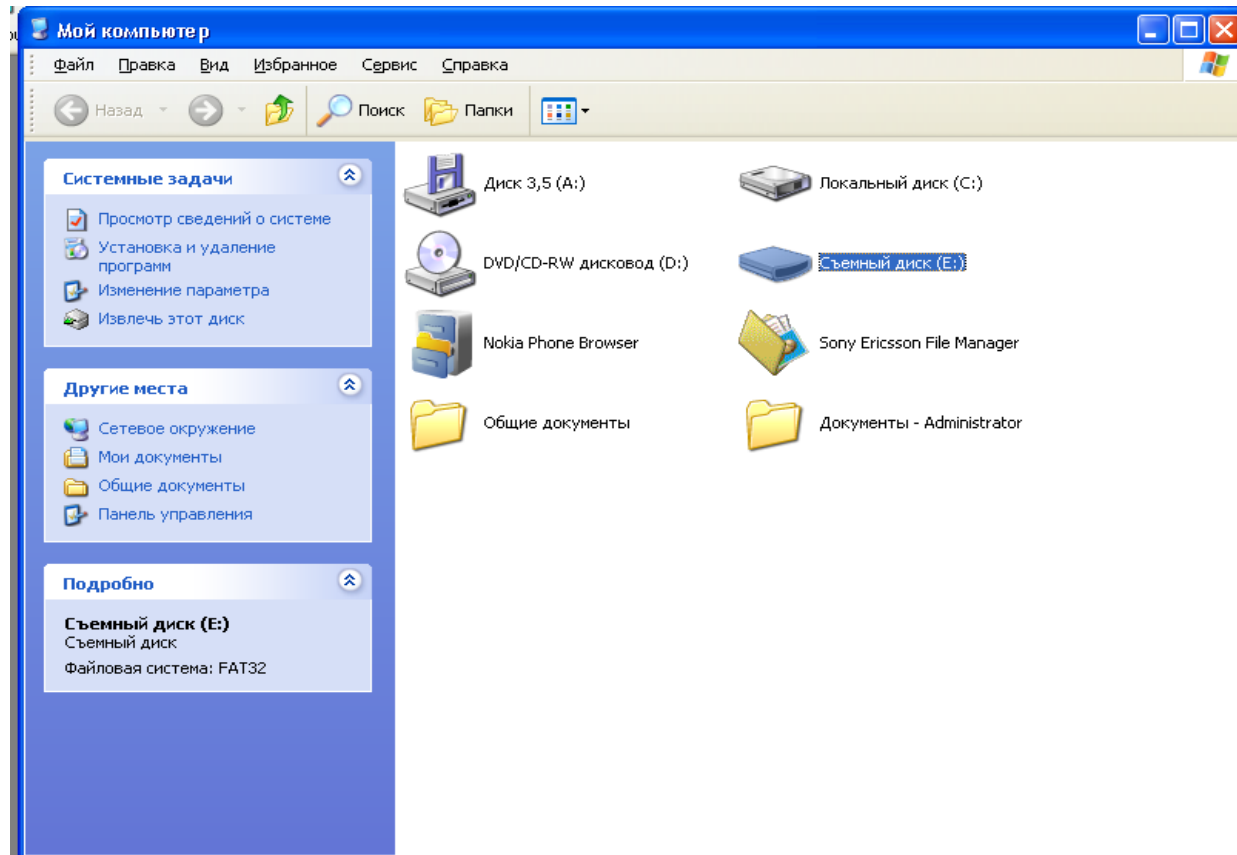 Мой компьютер
Файл Правка Вид Избранное Сервис Справка
Назад Поиск Папки
Системные задачи
Просмотр сведений о системе
Установка и удаление
программ
Изменение параметра
Извлечь этот диск
Другие места
Сетевое окружение
Мои документы
Общие документы
Панель управления
Подробно
Съемный диск (E:)
Съемный диск
Файловая система: FAT32
Диск 3,5 (A:)
Локальный диск (C:)
DVD/CD-RW дисковод (D:)
Съемный диск (E:)
Nokia Phone Browser
Sony Ericsson File Manager
Общие документы
Документы - Administrator